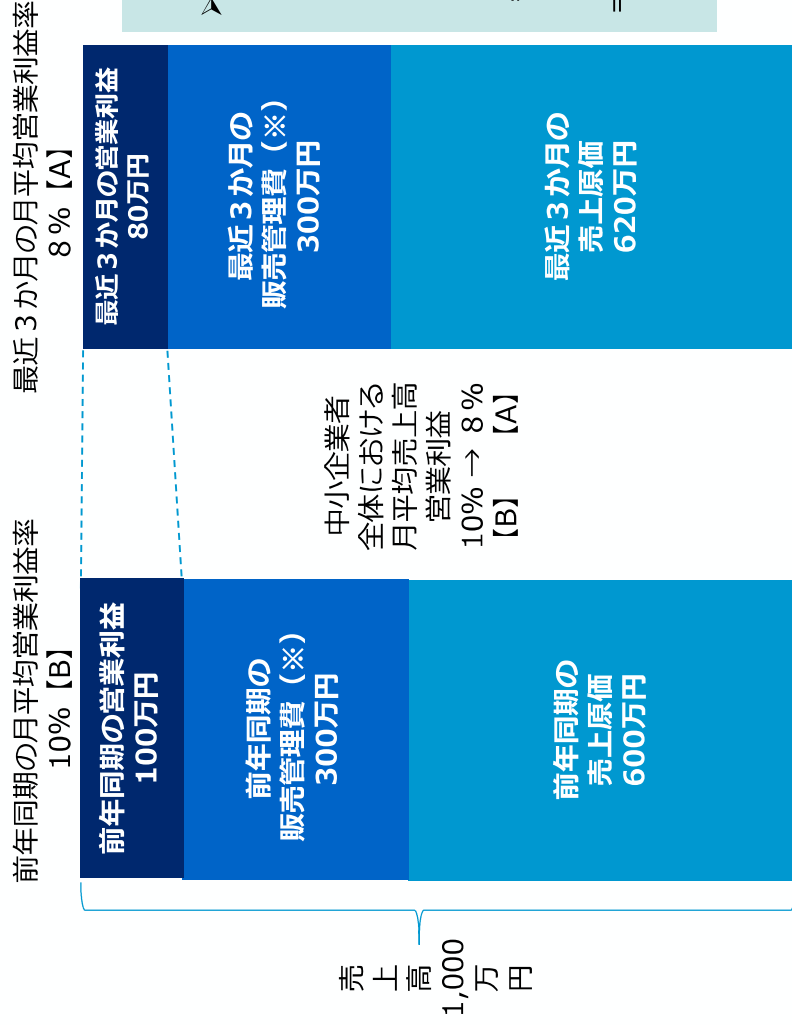 前年同期の月平均営業利益率
10%【B】
最近３か月の月平均営業利益率
8%【A】
売
上
高
1,000
万
円
前年同期の営業利益
100万円
前年同期の
販売管理費（※）
300万円
前年同期の
売上原価
600万円
中小企業者
全体における
月平均売上高
営業利益
10% → 8%
【B】 【A】
最近３か月の営業利益
80万円
最近３か月の
販売管理費（※）
300万円
最近３か月の
売上原価
620万円